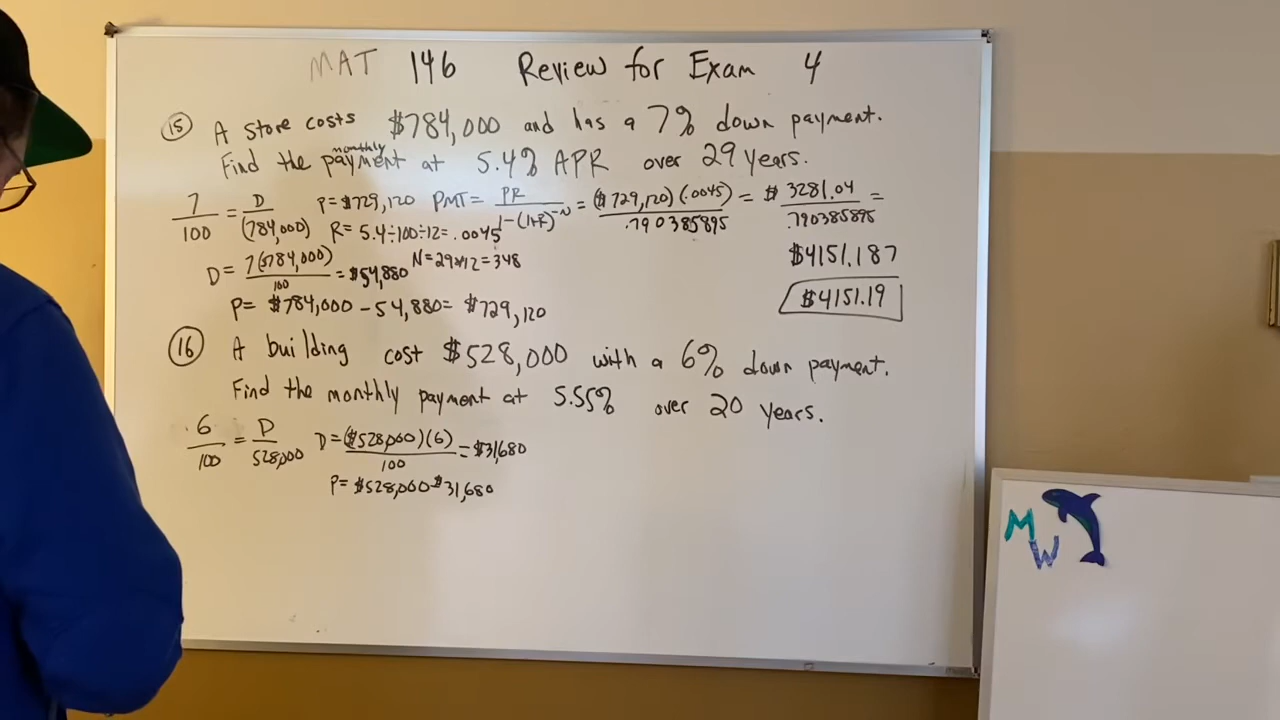 MAT 146 Review for Exam 4
(15) A store costs $784,000 and has a 7% down payment.
Find the monthly payment at 5.4% APR over 29 years.
7/100 = D/(784,000)
D = 7(784,000)/100 = $54,880
P = $784,000 - 54,880 = $729,120
P = $729,120
R = 5.4÷100÷12 = .0045
N = 29*12 = 348
PMT = PR/1-(1+R)^-N = ($729,120)(.0045)/.790385895 = $3281.04/.790385895 =
$4151.187
$4151.19
(16) A building cost $528,000 with a 6% down payment.
Find the monthly payment at 5.55% over 20 years.
6/100 = D/528,000
D = ($528,000)(6)/100 = $31,680
P = $528,000-$31,680
M
W